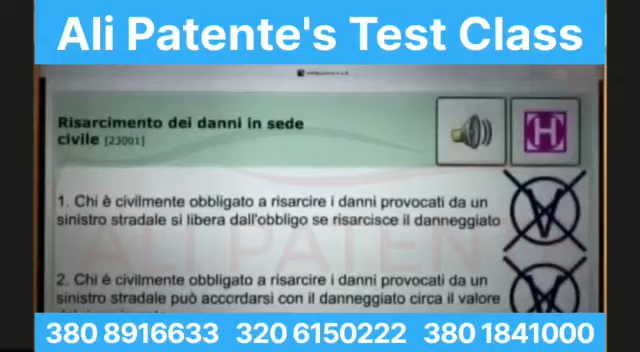 Ali Patente's Test Class
Risarcimento dei danni in sede
civile [23001]
H
1. Chi è civilmente obbligato a risarcire i danni provocati da un
sinistro stradale si libera dall'obbligo se risarcisce il danneggiato
V
ALI PATEN
2. Chi è civilmente obbligato a risarcire i danni provocati da un
sinistro stradale può accordarsi con il danneggiato circa il valore
V
380 8916633 320 6150222 380 1841000